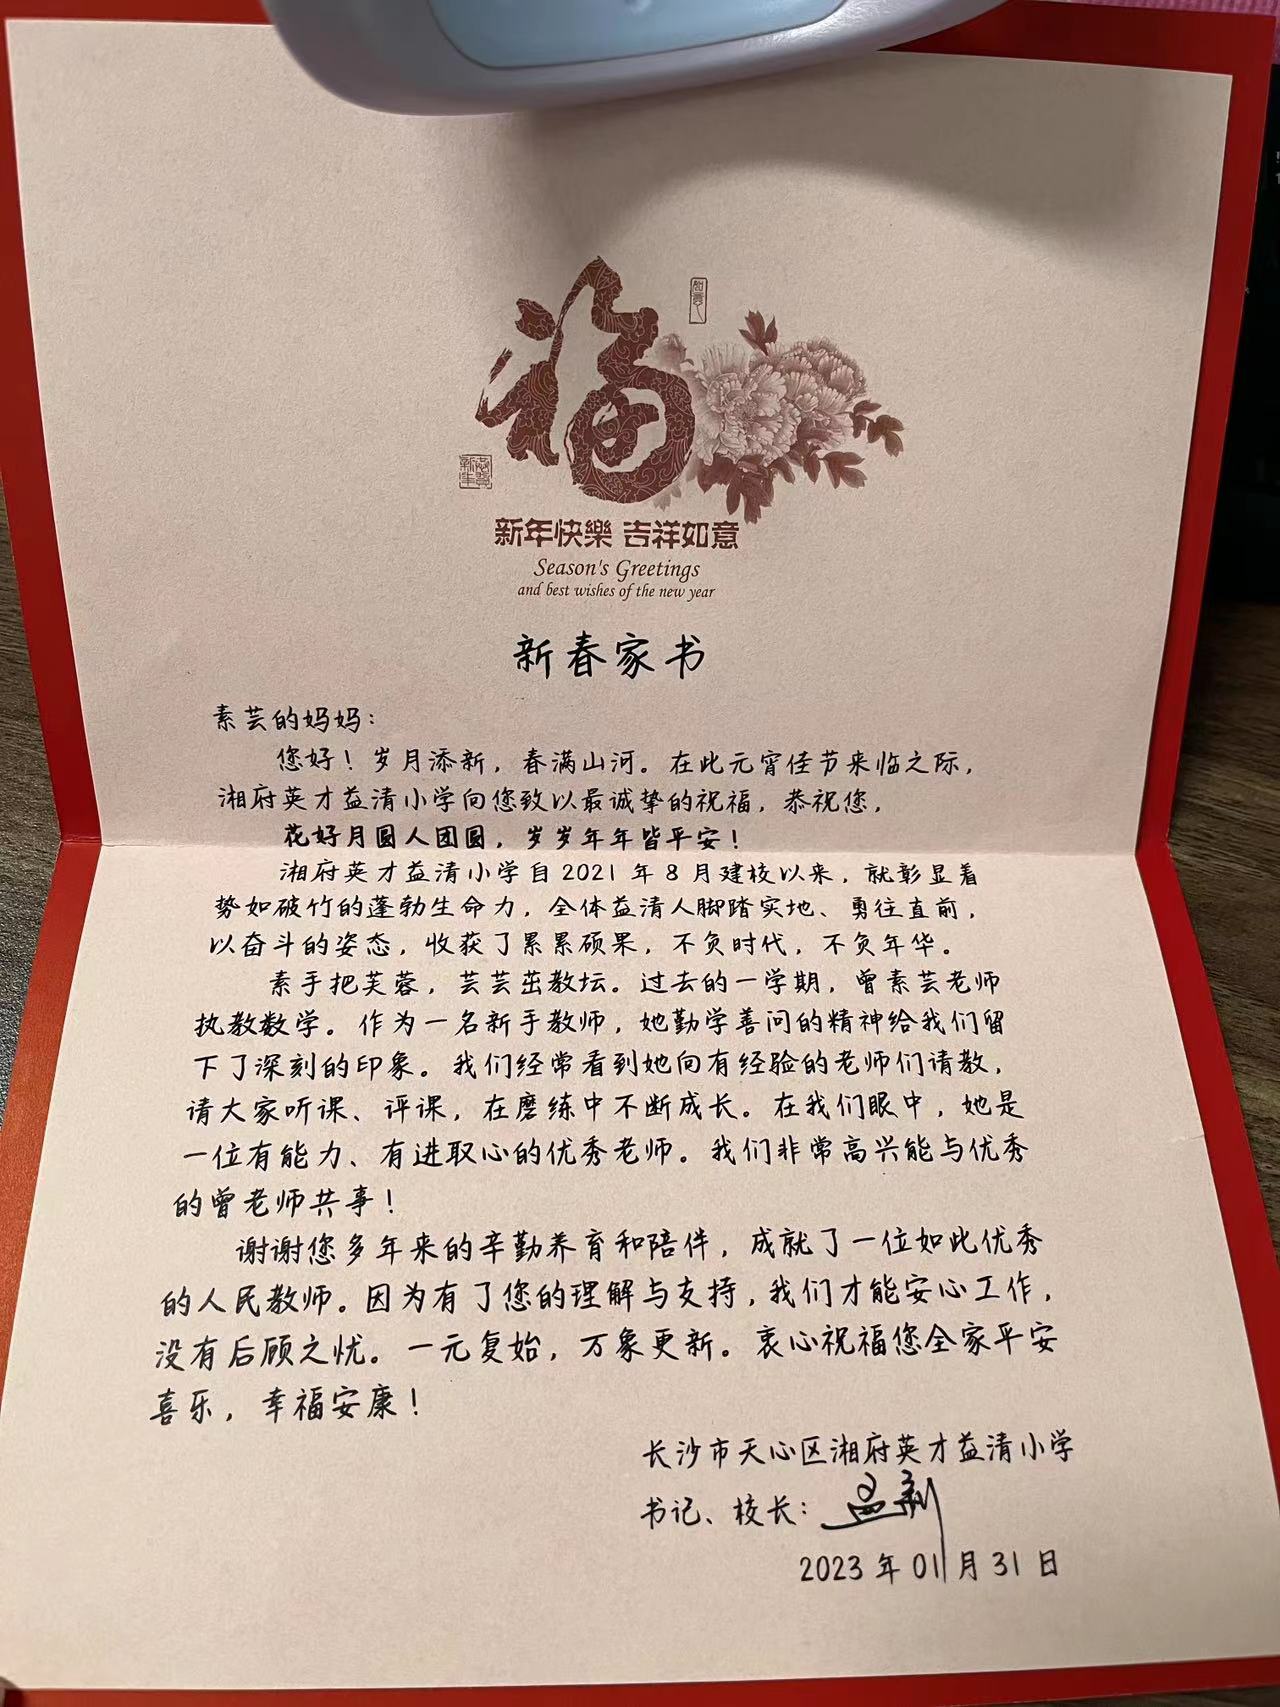 新年快樂 吉祥如意
Season's Greetings
and best wishes of the new year
新春家书
素芸的妈妈：
您好！岁月添新，春满山河。在此元宵佳节来临之际，
湘府英才益清小学向您致以最诚挚的祝福，恭祝您，
花好月圆人团圆，岁岁年年皆平安！
湘府英才益清小学自2021年8月建校以来，就彰显着
势如破竹的蓬勃生命力，全体益清人脚踏实地、勇往直前，
以奋斗的姿态，收获了累累硕果，不负时代，不负年华。
素手把芙蓉，芸芸茁教坛。过去的一学期，曾素芸老师
执教数学。作为一名新手教师，她勤学善问的精神给我们留
下了深刻的印象。我们经常看到她向有经验的老师们请教，
请大家听课、评课，在磨练中不断成长。在我们眼中，她是
一位有能力、有进取心的优秀老师。我们非常高兴能与优秀
的曾老师共事！
谢谢您多年来的辛勤养育和陪伴，成就了一位如此优秀
的人民教师。因为有了您的理解与支持，我们才能安心工作，
没有后顾之忧。一元复始，万象更新。衷心祝福您全家平安
喜乐，幸福安康！
长沙市天心区湘府英才益清小学
书记、校长：
2023年01月31日